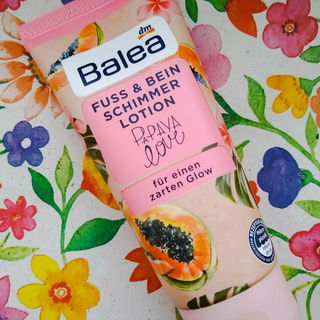 dm
Balea
FUSS & BEIN
SCHIMMER
LOTION
PAPAYA
love
für einen
zarten Glow